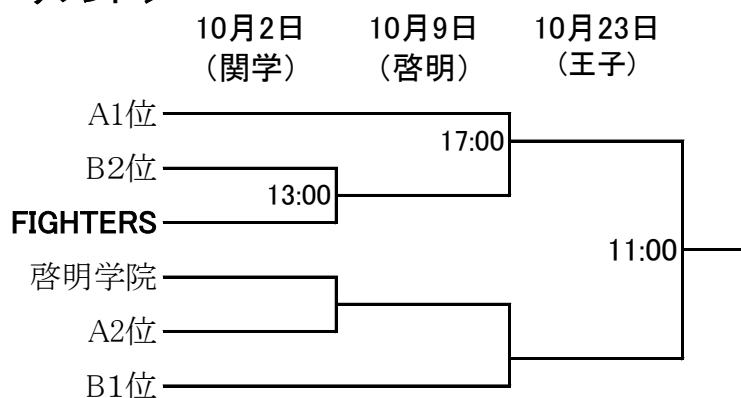 10月2日 10月9日 10月23日
(関学) (啓明) (王子)
A1位
17:00
B2位
13:00
FIGHTERS
11:00
啓明学院
A2位
B1位